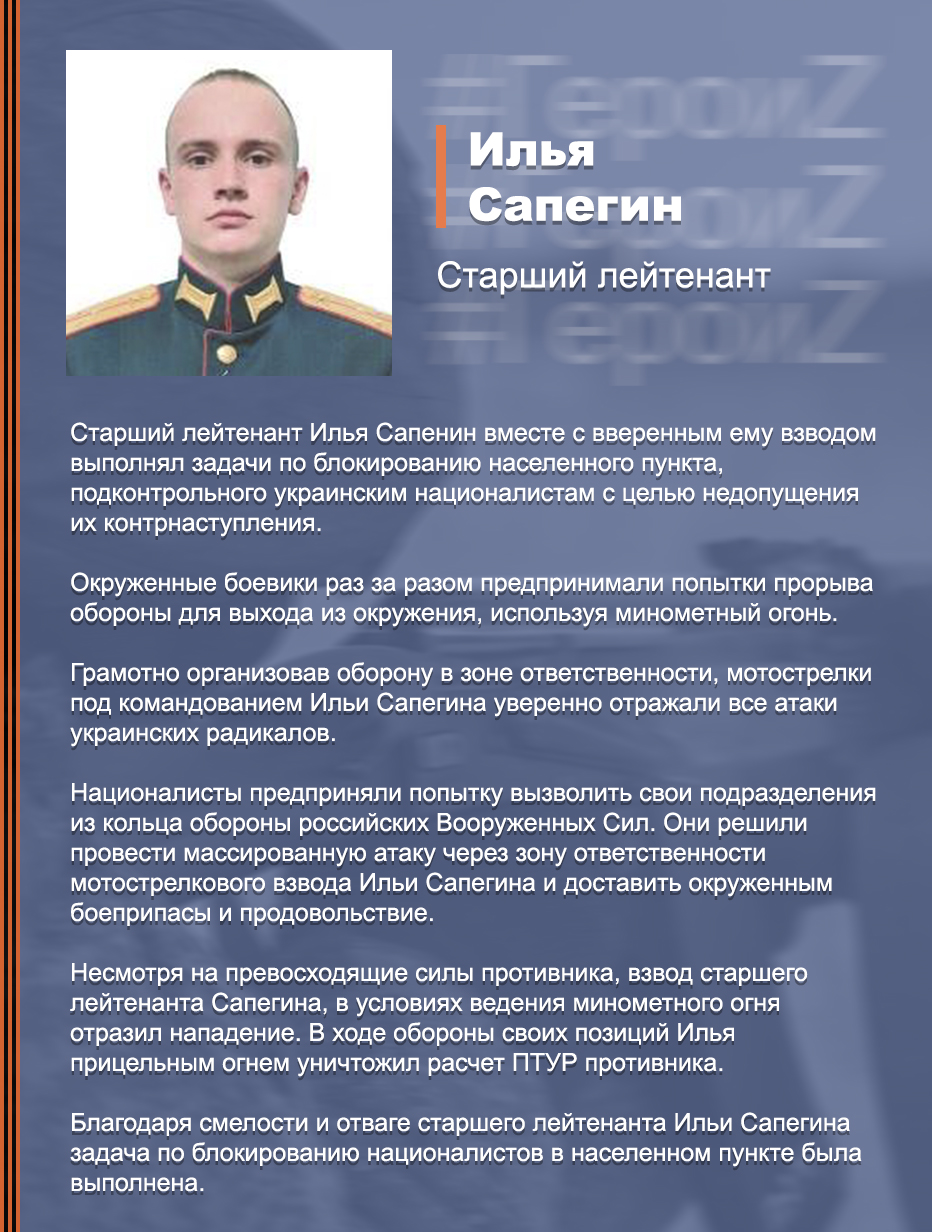 #ГероиZ
Илья
#ГероиZ
Сапегин
Старший лейтенант
#ГероиZ
Старший лейтенант Илья Сапенин вместе с вверенным ему взводом
выполнял задачи по блокированию населенного пункта,
подконтрольного украинским националистам с целью недопущения
их контрнаступления.
Окруженные боевики раз за разом предпринимали попытки прорыва
обороны для выхода из окружения, используя минометный огонь.
Грамотно организовав оборону в зоне ответственности, мотострелки
под командованием Ильи Сапегина уверенно отражали все атаки
украинских радикалов.
Националисты предприняли попытку вызволить свои подразделения
из кольца обороны российских Вооруженных Сил. Они решили
провести массированную атаку через зону ответственности
мотострелкового взвода Ильи Сапегина и доставить окруженным
боеприпасы и продовольствие.
Несмотря на превосходящие силы противника, взвод старшего
лейтенанта Сапегина, в условиях ведения минометного огня
отразил нападение. В ходе обороны своих позиций Илья
прицельным огнем уничтожил расчет ПТУР противника.
Благодаря смелости и отваге старшего лейтенанта Ильи Сапегина
задача по блокированию националистов в населенном пункте была
выполнена.